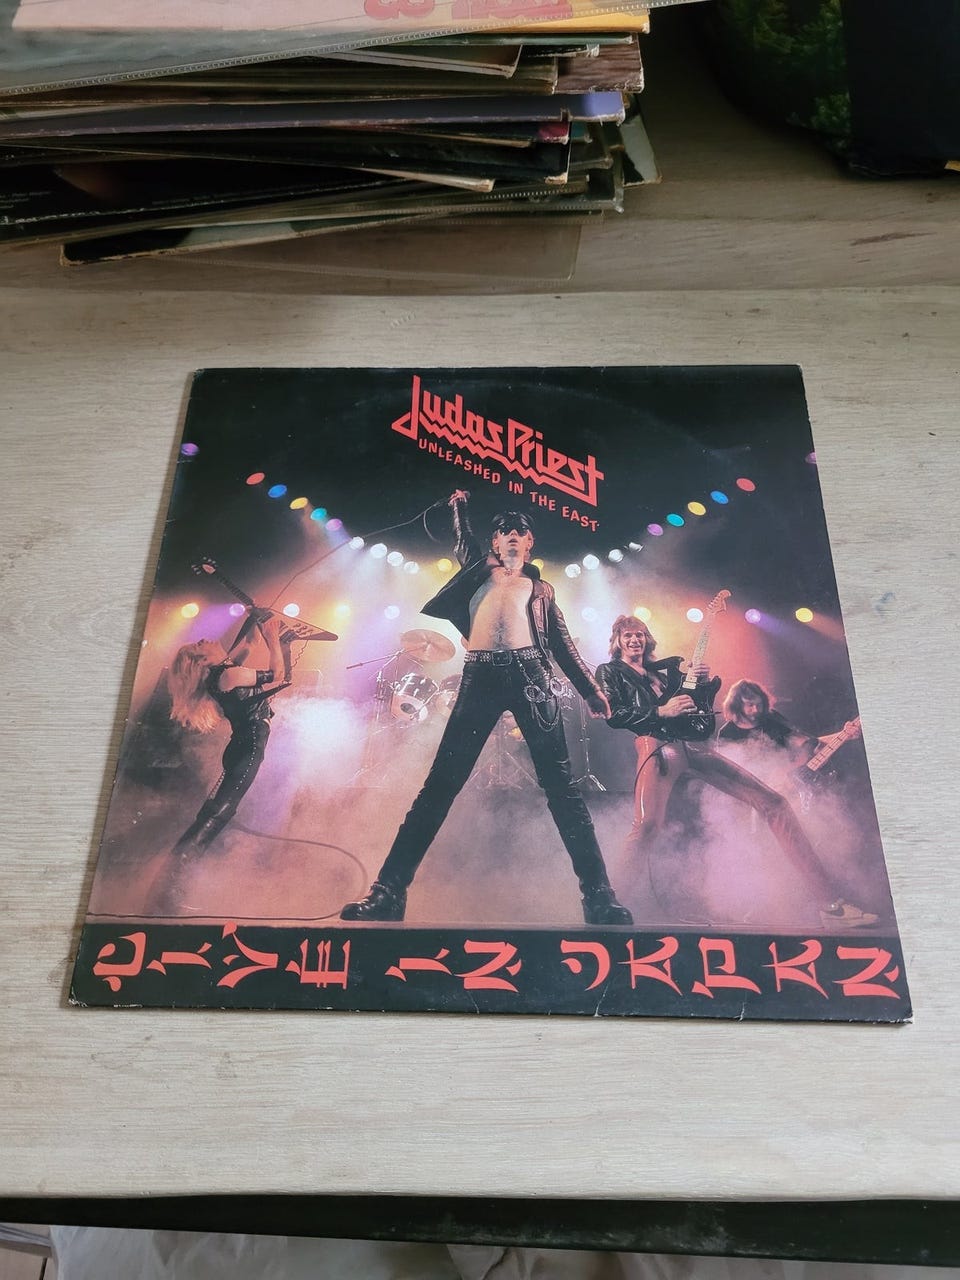 Judas Priest
UNLEASHED IN THE EAST
LIVE IN JAPAN